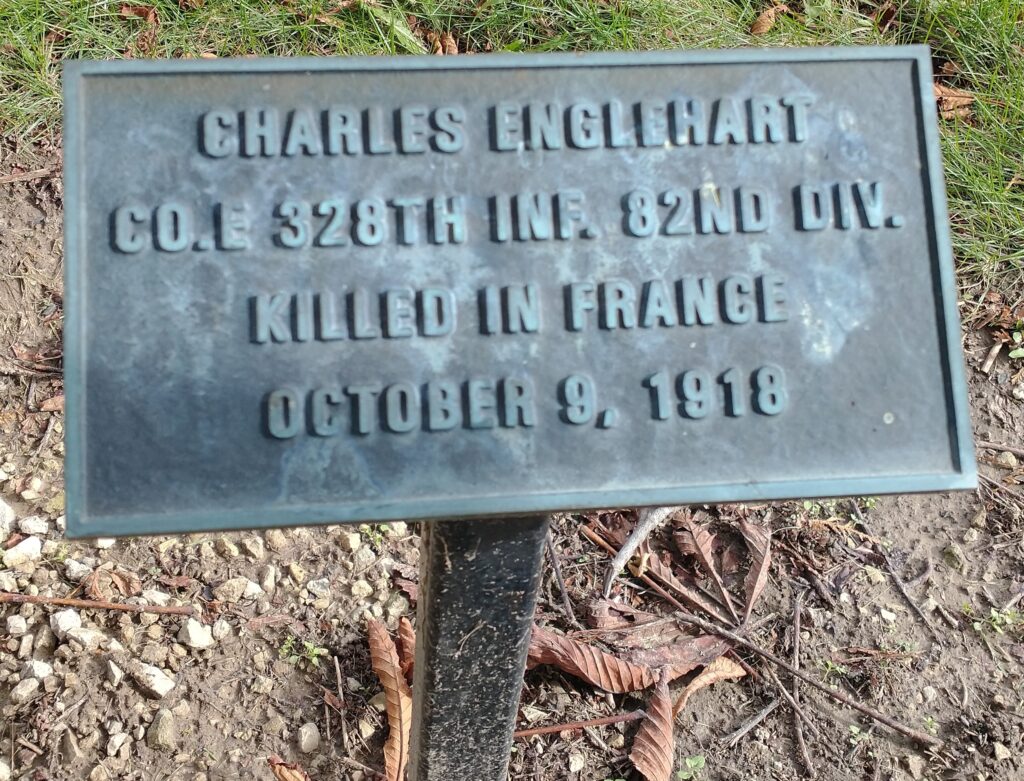 CHARLES ENGLEHART
CO.E 328TH INF. 82ND DIV.
KILLED IN FRANCE
OCTOBER 9, 1918